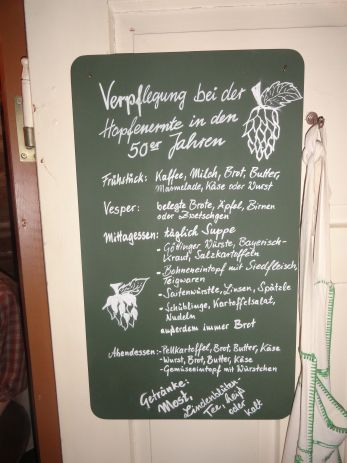 Verpflegung bei der
Hopfenernte in den
50er Jahren
Frühstück: Kaffee, Milch, Brot, Butter,
Marmelade, Käse oder Wurst
Vesper: belegte Brote, Äpfel, Birnen
oder Zwetschgen
Mittagessen: täglich Suppe
- Göttinger Würste, Bayerisch-
Kraut, Salzkartoffeln
- Bohneneintopf mit Siedfleisch,
Teigwaren
- Saitenwürstle, Linsen, Spätzle
- Schüblinge, Kartoffelsalat,
Nudeln
außerdem immer Brot
Abendessen: - Pellkartoffel, Brot, Butter, Käse
- Wurst, Brot, Butter, Käse
- Gemüseeintopf mit Würstchen
Getränke:
Most,
Lindenblüten-
Tee, heiß
oder
kalt